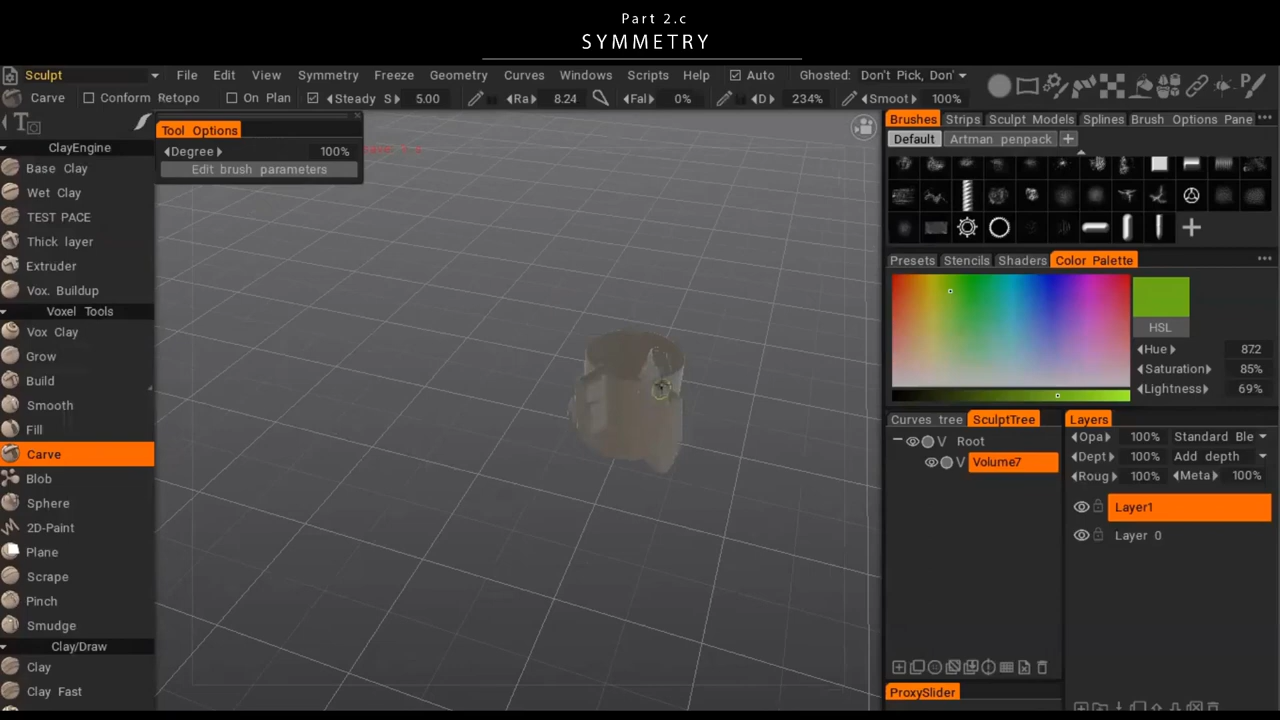 Part 2.c
SYMMETRY
Sculpt File Edit View Symmetry Freeze Geometry Curves Windows Scripts Help Auto Ghosted: Don't Pick, Don'
Carve Conform Retopo On Plan Steady S 5.00 Ra 8.24 Fal 0% D 234% Smoot 100%
Tool Options
Degree 100%
Edit brush parameters
ClayEngine
Base Clay
Wet Clay
TEST PACE
Thick layer
Extruder
Vox. Buildup
Voxel Tools
Vox Clay
Grow
Build
Smooth
Fill
Carve
Blob
Sphere
2D-Paint
Plane
Scrape
Pinch
Smudge
Clay/Draw
Clay
Clay Fast
Brushes Strips Sculpt Models Splines Brush Options Pane
Default Artman penpack
Presets Stencils Shaders Color Palette
HSL
Hue 87.2
Saturation 85%
Lightness 69%
Curves tree SculptTree
V Root
V Volume7
ProxySlider
Layers
Opa 100% Standard Ble
Dept 100% Add depth
Roug 100% Meta 100%
Layer1
Layer 0